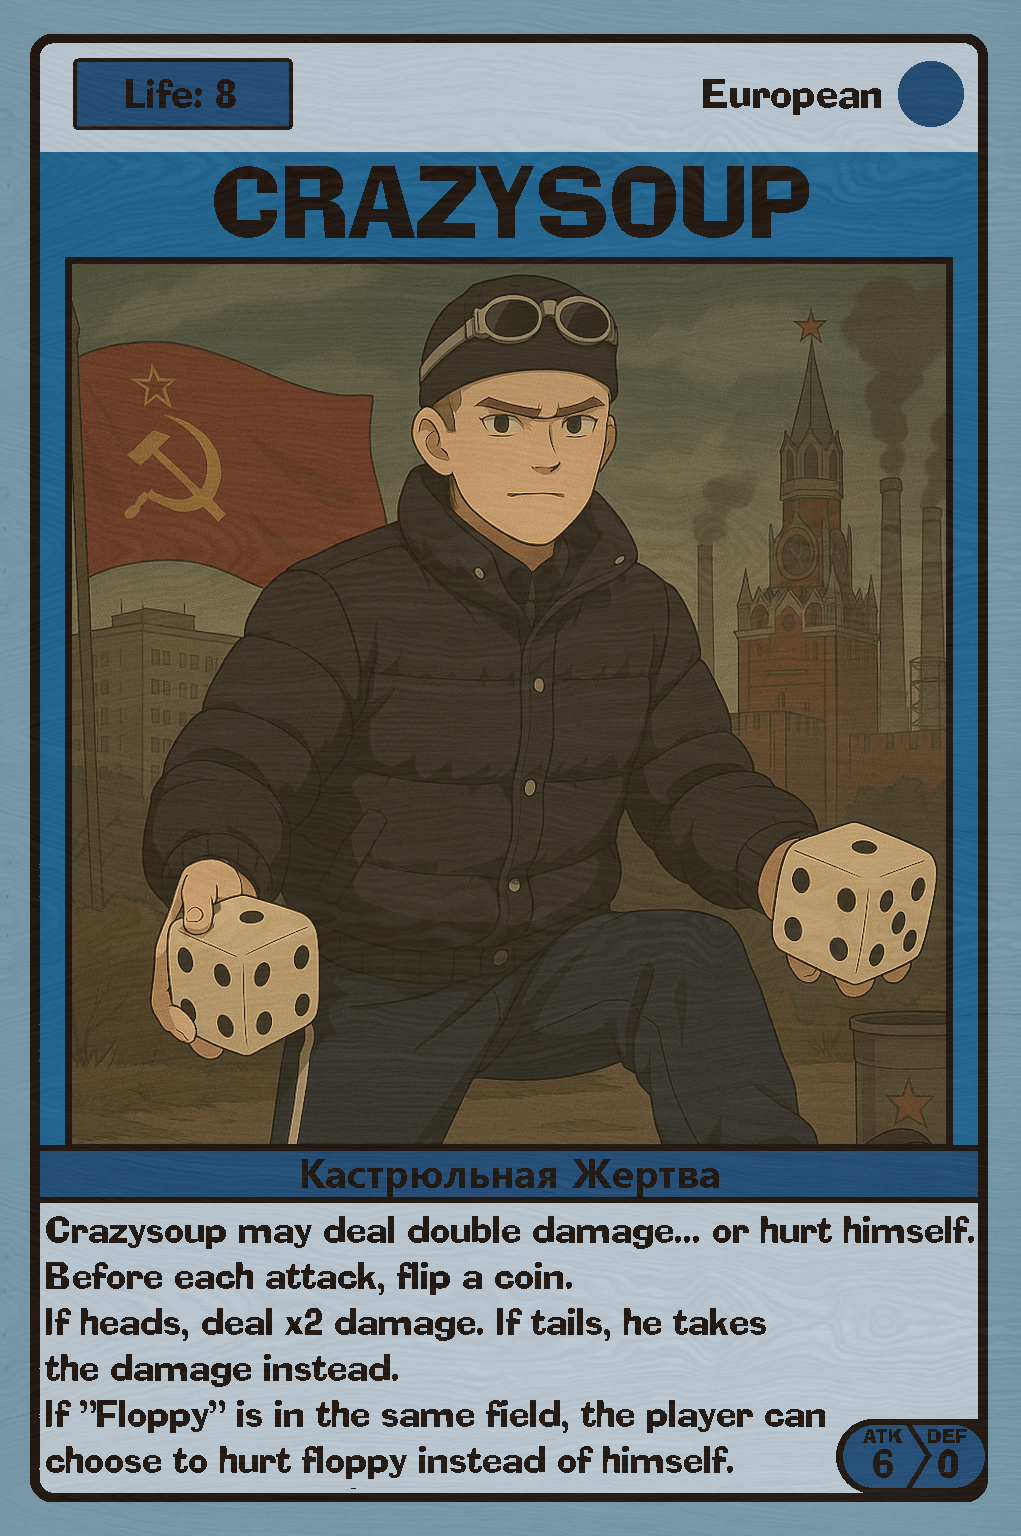 Life: 8
European
CRAZYSOUP
Кастрюльная Жертва
Crazysoup may deal double damage... or hurt himself.
Before each attack, flip a coin.
If heads, deal x2 damage. If tails, he takes
the damage instead.
If ”Floppy” is in the same field, the player can
choose to hurt floppy instead of himself.
ATK DEF
6 0